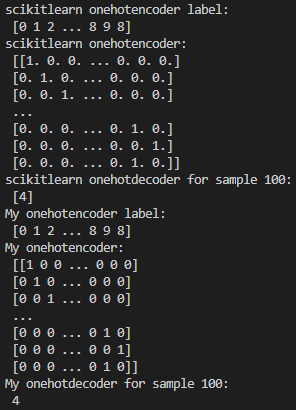 scikitlearn onehotencoder label:
[0 1 2 ... 8 9 8]
scikitlearn onehotencoder:
[[1. 0. 0. ... 0. 0. 0.]
[0. 1. 0. ... 0. 0. 0.]
[0. 0. 1. ... 0. 0. 0.]
...
[0. 0. 0. ... 0. 1. 0.]
[0. 0. 0. ... 0. 0. 1.]
[0. 0. 0. ... 0. 1. 0.]]
scikitlearn onehotdecoder for sample 100:
[4]
My onehotencoder label:
[0 1 2 ... 8 9 8]
My onehotencoder:
[[1 0 0 ... 0 0 0]
[0 1 0 ... 0 0 0]
[0 0 1 ... 0 0 0]
...
[0 0 0 ... 0 1 0]
[0 0 0 ... 0 0 1]
[0 0 0 ... 0 1 0]]
My onehotdecoder for sample 100:
4